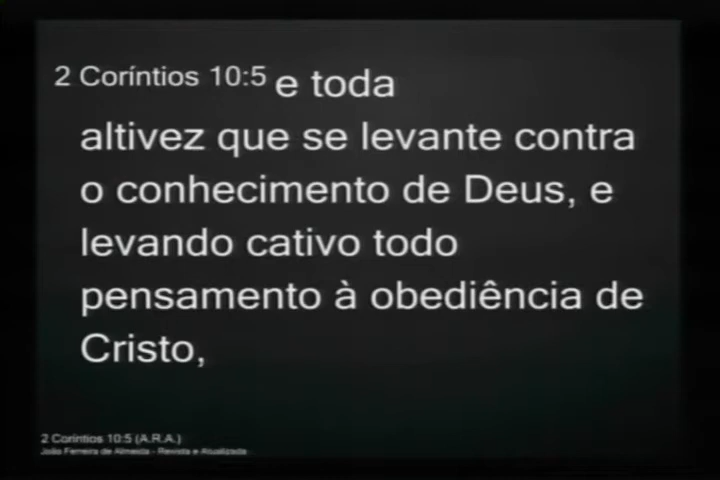 2 Coríntios 10:5 e toda
altivez que se levante contra
o conhecimento de Deus, e
levando cativo todo
pensamento à obediência de
Cristo,
2 Coríntios 10:5 (A.R.A.)
João Ferreira de Almeida - Revista e Atualizada